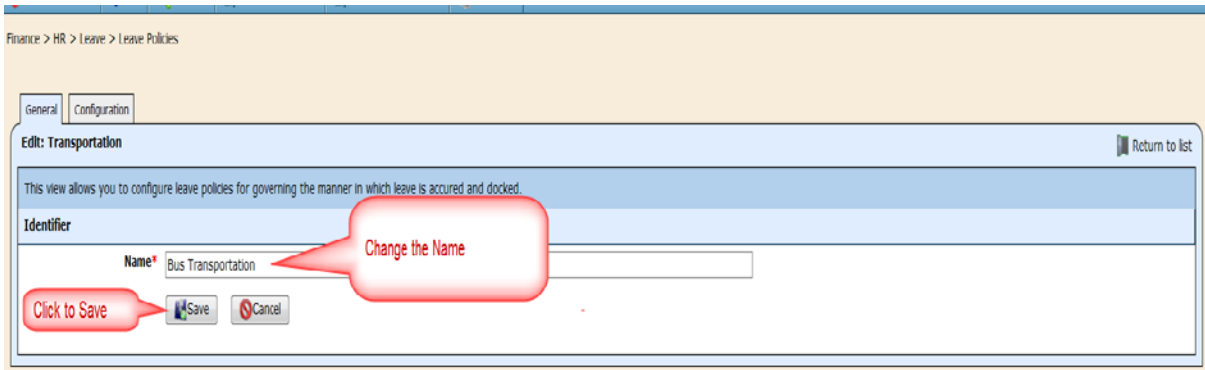 Finance > HR > Leave > Leave Policies
General Configuration
Edit: Transportation
Return to list
This view allows you to configure leave policies for governing the manner in which leave is accured and docked.
Identifier
Change the Name
Name* Bus Transportation
Click to Save
Save Cancel